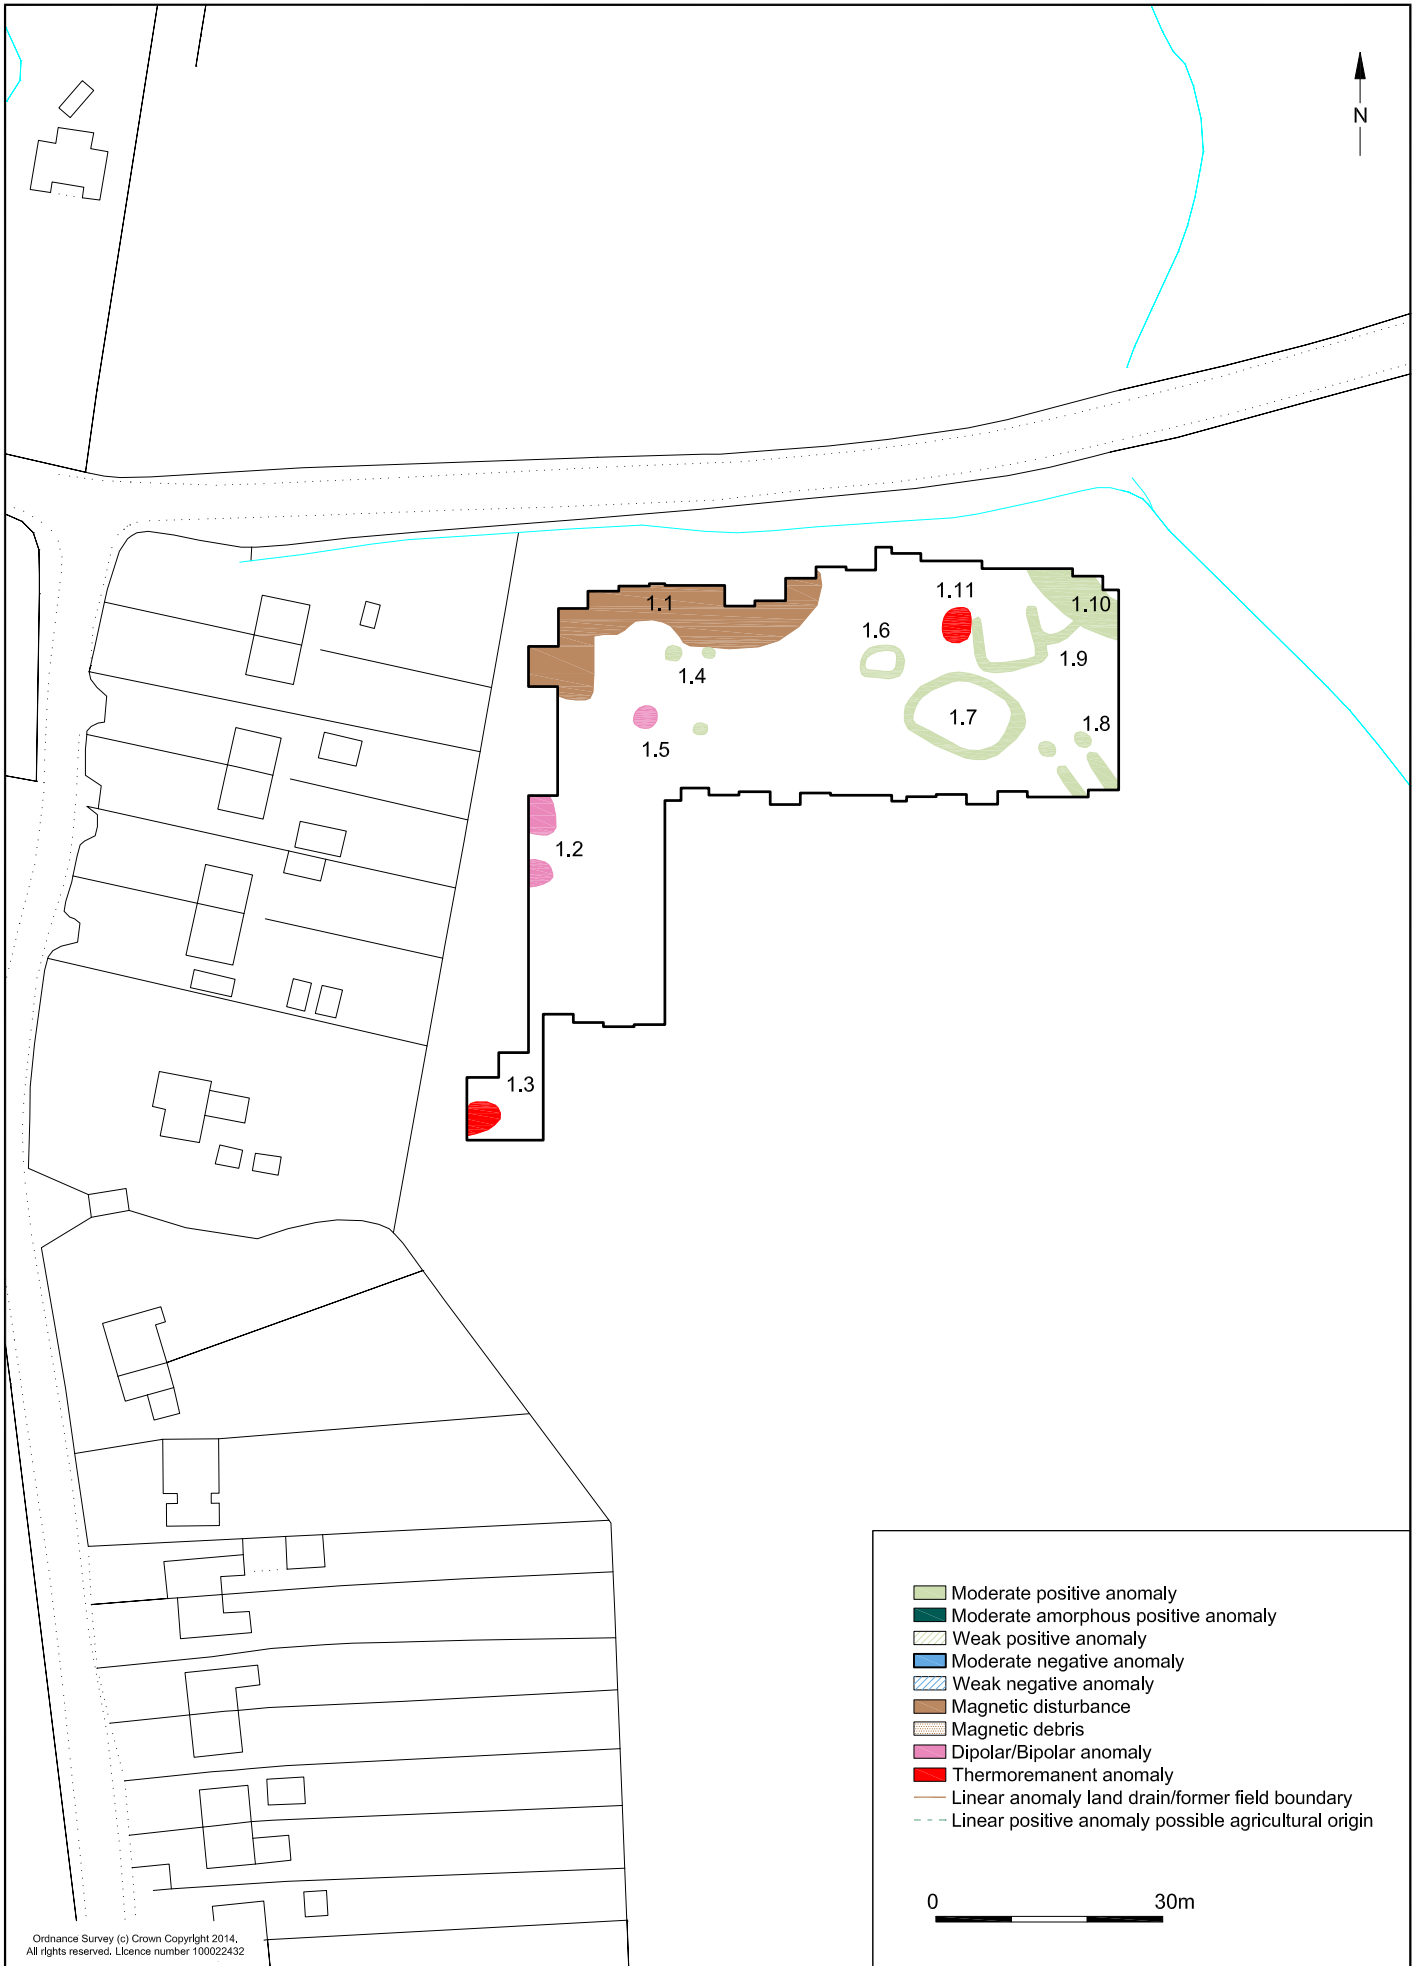 N
1.1
1.11
1.10
1.6
1.9
1.4
1.7
1.8
1.5
1.2
1.3
Moderate positive anomaly
Moderate amorphous positive anomaly
Weak positive anomaly
Moderate negative anomaly
Weak negative anomaly
Magnetic disturbance
Magnetic debris
Dipolar/Bipolar anomaly
Thermoremanent anomaly
Linear anomaly land drain/former field boundary
Linear positive anomaly possible agricultural origin
0 30m
Ordnance Survey (c) Crown Copyright 2014.
All rights reserved. Licence number 100022432